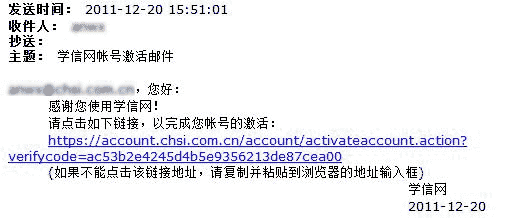 发送时间： 2011-12-20 15:51:01
收件人：
抄送：
主题： 学信网帐号激活邮件
@chsi.com.cn，您好：
感谢您使用学信网！
请点击如下链接，以完成您帐号的激活：
https://account.chsi.com.cn/account/activateaccount.action?
verifycode=ac53b2e4245d4b5e9356213de87cea00
(如果不能点击该链接地址，请复制并粘贴到浏览器的地址输入框)
学信网
2011-12-20